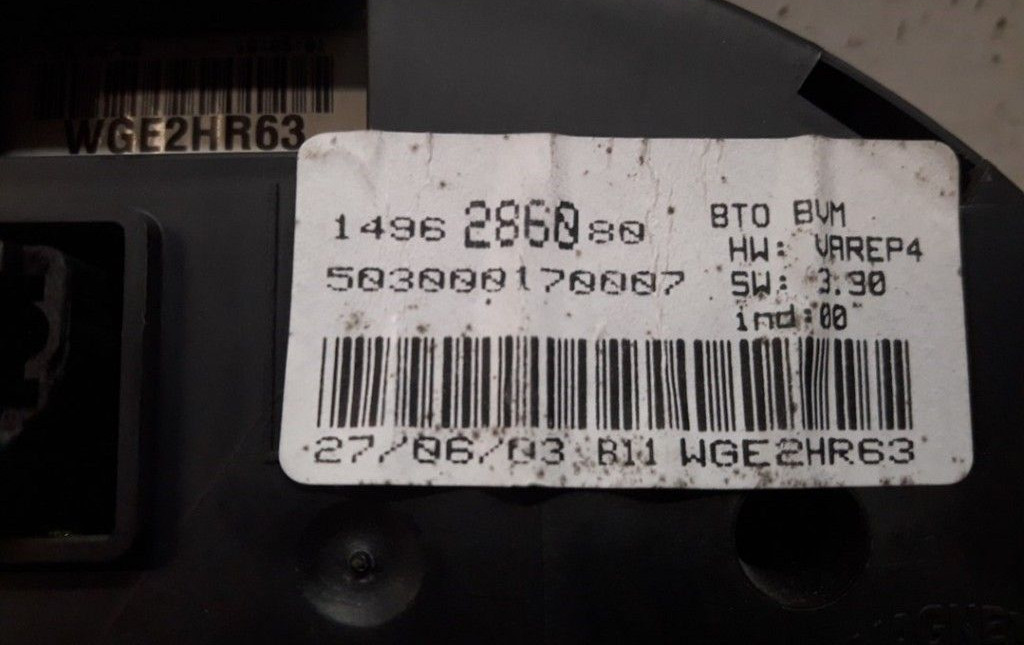 WGE2HR63
1496 2860 80
503000170007
BTO BVM
HW: VAREP4
SW: 3.90
ind:00
27/06/03 B11 WGE2HR63